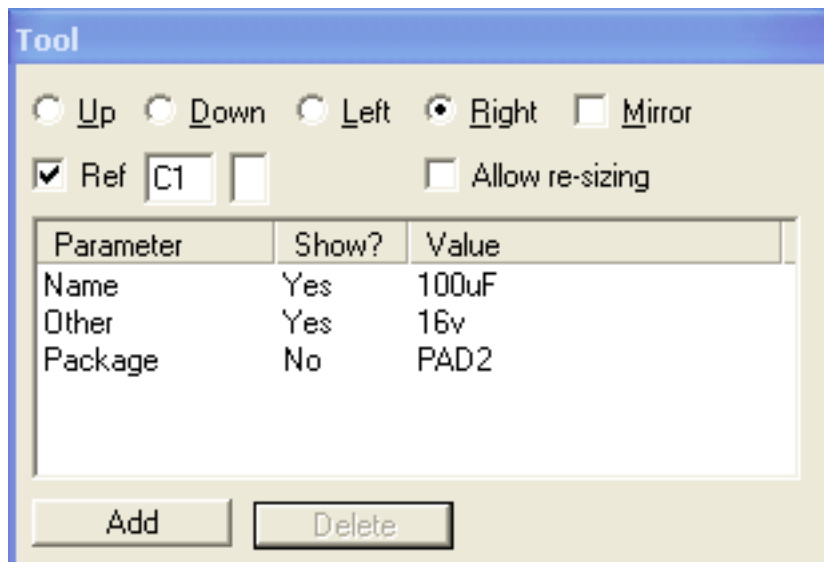 Tool
Up Down Left Right Mirror
Ref C1 Allow re-sizing
Parameter Show? Value
Name Yes 100uF
Other Yes 16v
Package No PAD2
Add Delete